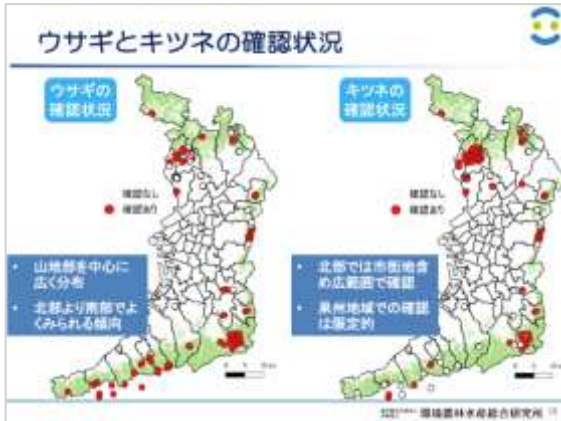 ウサギとキツネの確認状況
ウサギの
確認状況
キツネの
確認状況
確認なし
確認あり
確認なし
確認あり
• 山地部を中心に
広く分布
• 北部より南部でよ
くみられる傾向
• 北部では市街地含
め広範囲で確認
• 泉州地域での確認
は限定的
環境農林水産総合研究所